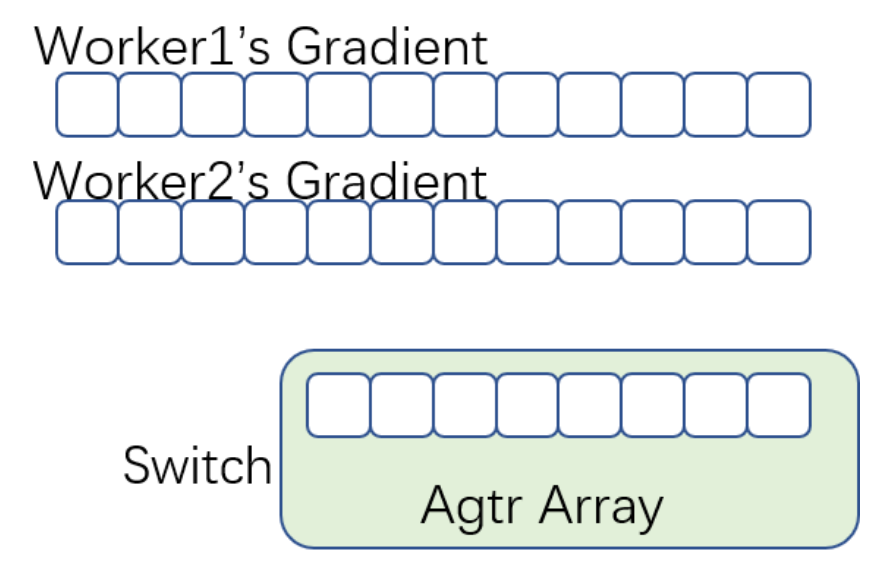 Worker1’s Gradient
Worker2’s Gradient
Switch
Agtr Array